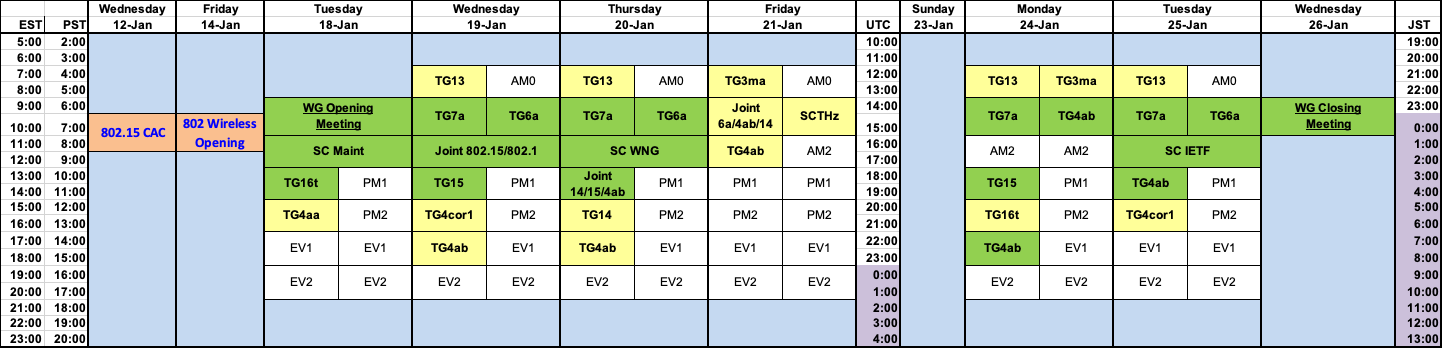 Wednesday Friday Tuesday Wednesday Thursday Friday Sunday Monday Tuesday Wednesday
EST PST 12-Jan 14-Jan 18-Jan 19-Jan 20-Jan 21-Jan UTC 23-Jan 24-Jan 25-Jan 26-Jan JST
5:00 2:00 10:00 19:00
6:00 3:00 11:00 20:00
7:00 4:00 12:00 21:00
TG13 AM0 TG13 AM0 TG3ma AM0 TG13 TG3ma TG13 AM0
8:00 5:00 13:00 22:00
9:00 6:00 WG Opening Joint 14:00 WG Closing 23:00
TG7a TG6a TG7a TG6a SCTHz TG7a TG4ab TG7a TG6a
10:00 7:00 802.15 CAC 802 Wireless Meeting 6a/4ab/14 15:00 Meeting 0:00
11:00 8:00 Opening 16:00 1:00
SC Maint Joint 802.15/802.1 SC WNG TG4ab AM2 AM2 AM2 SC IETF
12:00 9:00 17:00 2:00
13:00 10:00 Joint 18:00 3:00
TG16t PM1 TG15 PM1 PM1 PM1 PM1 TG15 PM1 TG4ab PM1
14:00 11:00 14/15/4ab 19:00 4:00
15:00 12:00 20:00 5:00
TG4aa PM2 TG4cor1 PM2 TG14 PM2 PM2 PM2 TG16t PM2 TG4cor1 PM2
16:00 13:00 21:00 6:00
17:00 14:00 22:00 7:00
EV1 EV1 TG4ab EV1 TG4ab EV1 EV1 EV1 TG4ab EV1 EV1 EV1
18:00 15:00 23:00 8:00
19:00 16:00 0:00 9:00
EV2 EV2 EV2 EV2 EV2 EV2 EV2 EV2 EV2 EV2 EV2 EV2
20:00 17:00 1:00 10:00
21:00 18:00 2:00 11:00
22:00 19:00 3:00 12:00
23:00 20:00 4:00 13:00